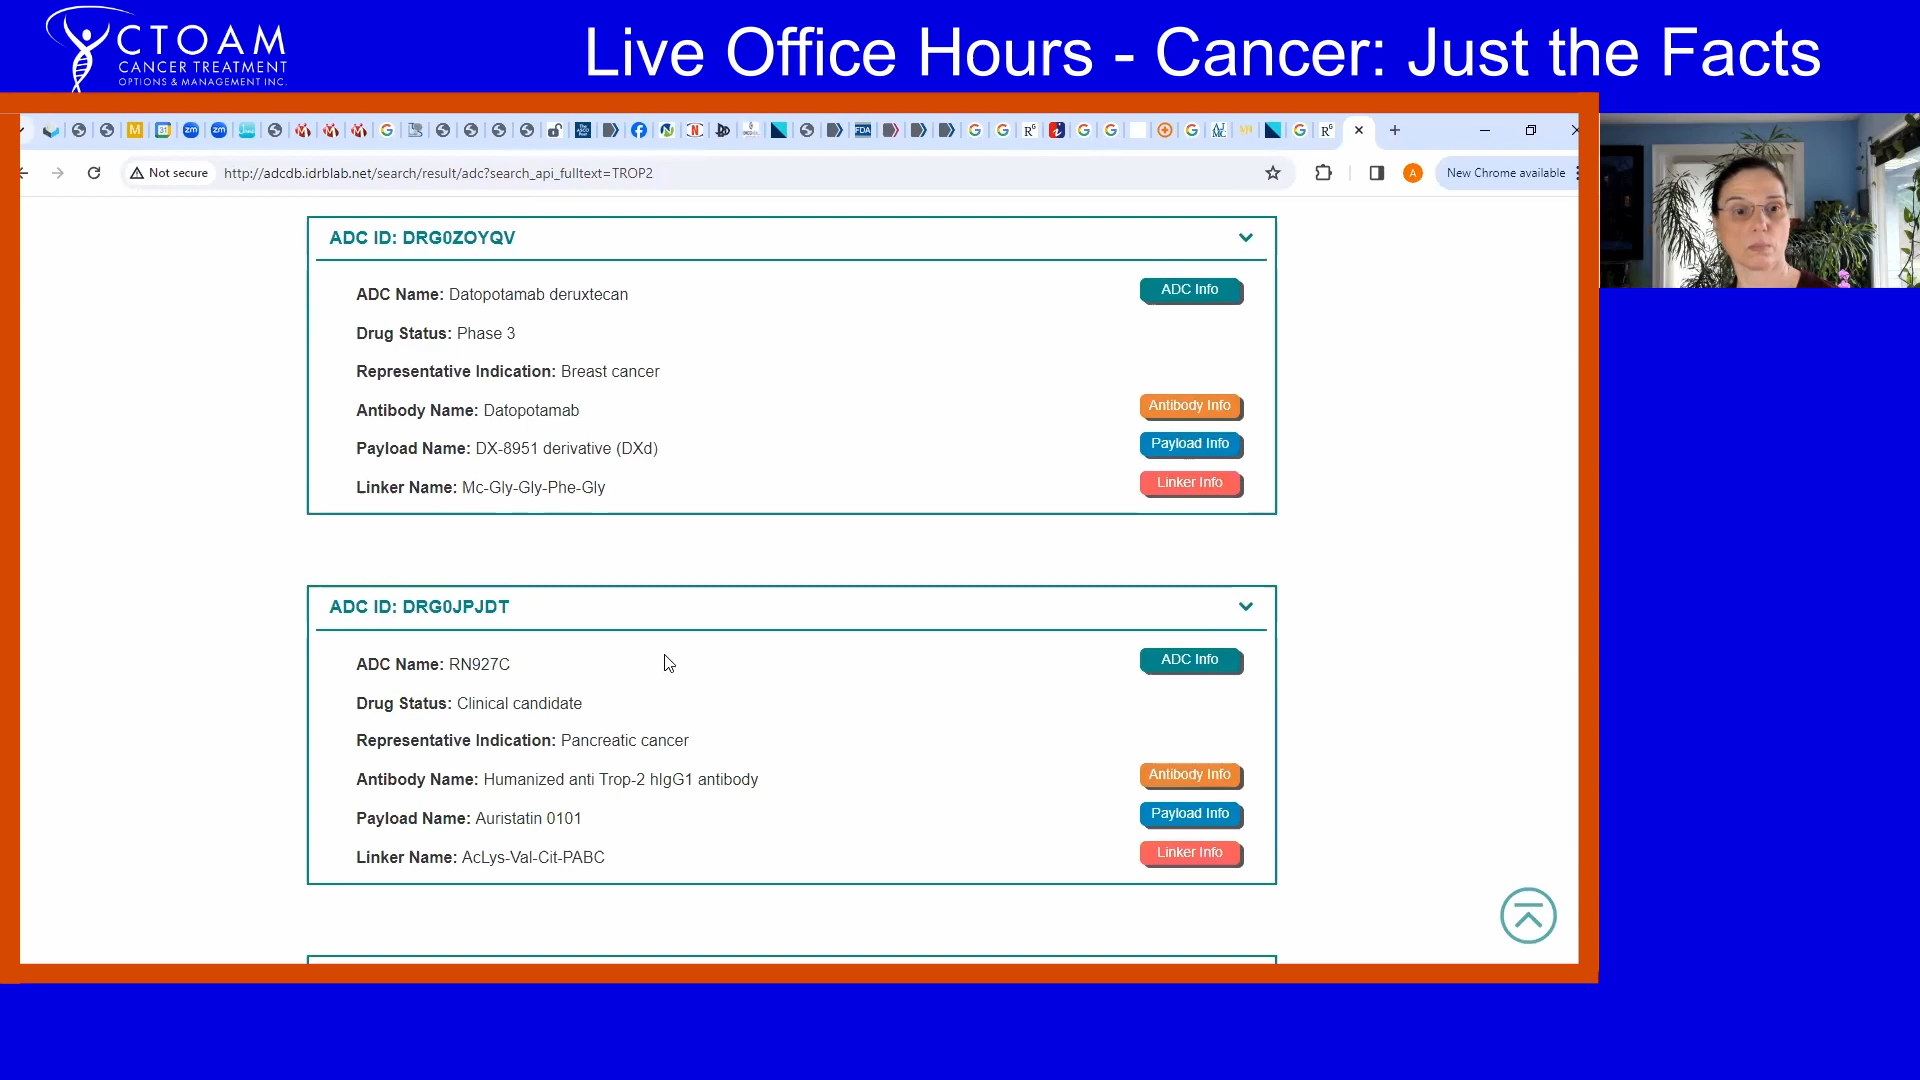 CTOAM
CANCER TREATMENT
OPTIONS & MANAGEMENT INC.
Live Office Hours - Cancer: Just the Facts
Not secure
http://adcdb.idrblab.net/search/result/adc?search_api_fulltext=TROP2
A
New Chrome available
ADC ID: DRG0ZOYQV
ADC Name: Datopotamab deruxtecan
ADC Info
Drug Status: Phase 3
Representative Indication: Breast cancer
Antibody Name: Datopotamab
Antibody Info
Payload Name: DX-8951 derivative (DXd)
Payload Info
Linker Name: Mc-Gly-Gly-Phe-Gly
Linker Info
ADC ID: DRG0JPJDT
ADC Name: RN927C
ADC Info
Drug Status: Clinical candidate
Representative Indication: Pancreatic cancer
Antibody Name: Humanized anti Trop-2 hIgG1 antibody
Antibody Info
Payload Name: Auristatin 0101
Payload Info
Linker Name: AcLys-Val-Cit-PABC
Linker Info